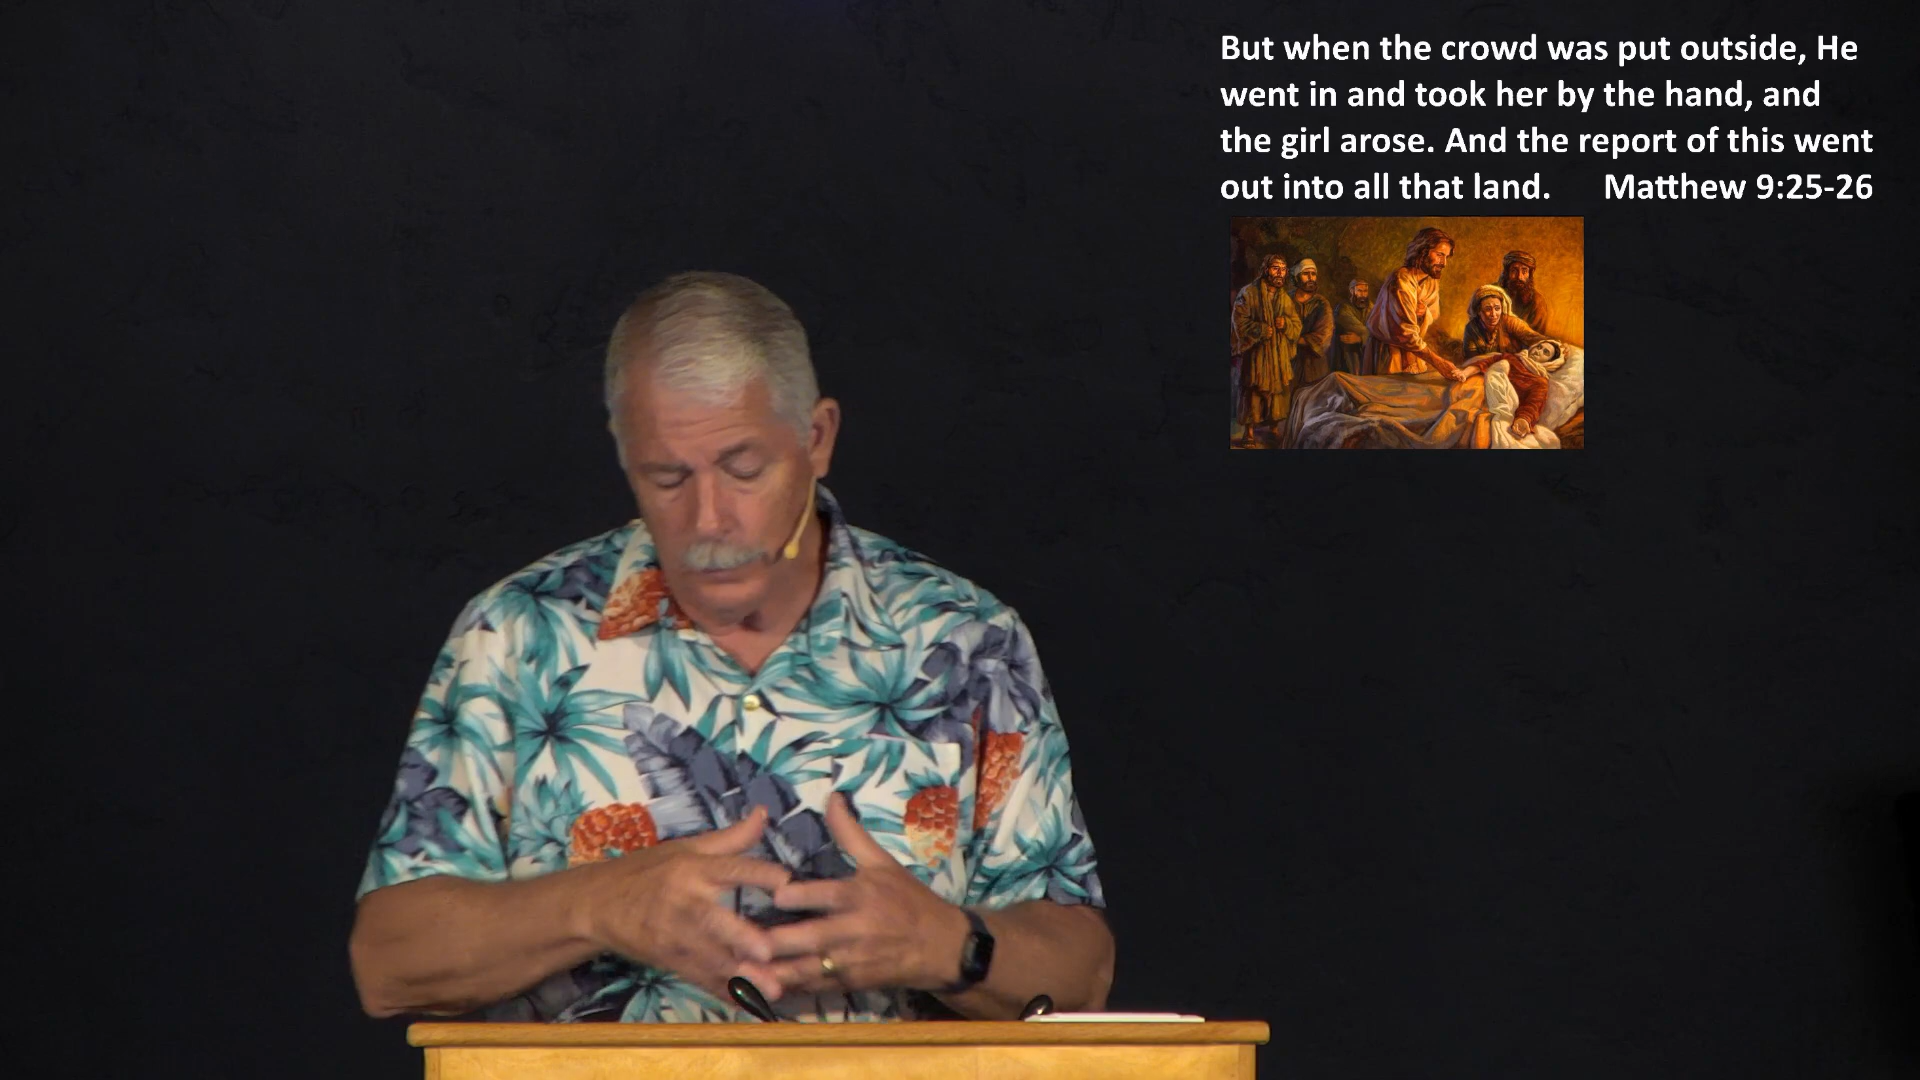 But when the crowd was put outside, He
went in and took her by the hand, and
the girl arose. And the report of this went
out into all that land. Matthew 9:25-26